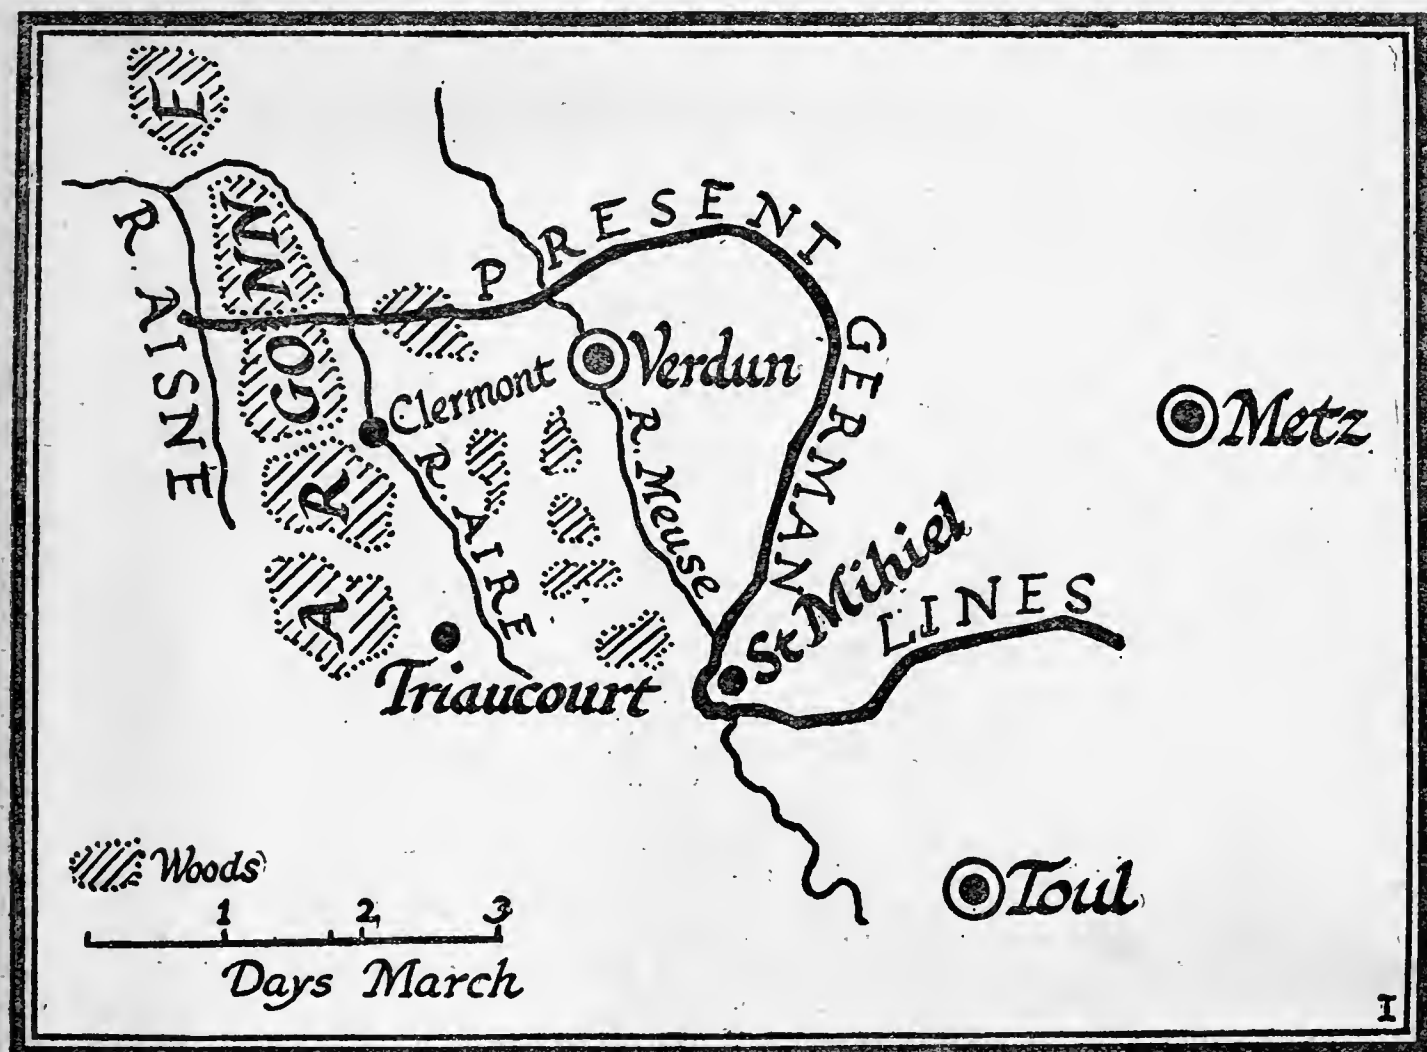 ARGONNE
R. AISNE
PRESENT GERMAN LINES
Verdun
Clermont
Metz
R. Meuse
R. AIRE
St Mihiel
Triaucourt
Woods
1 2 3
Days March
Toul
I